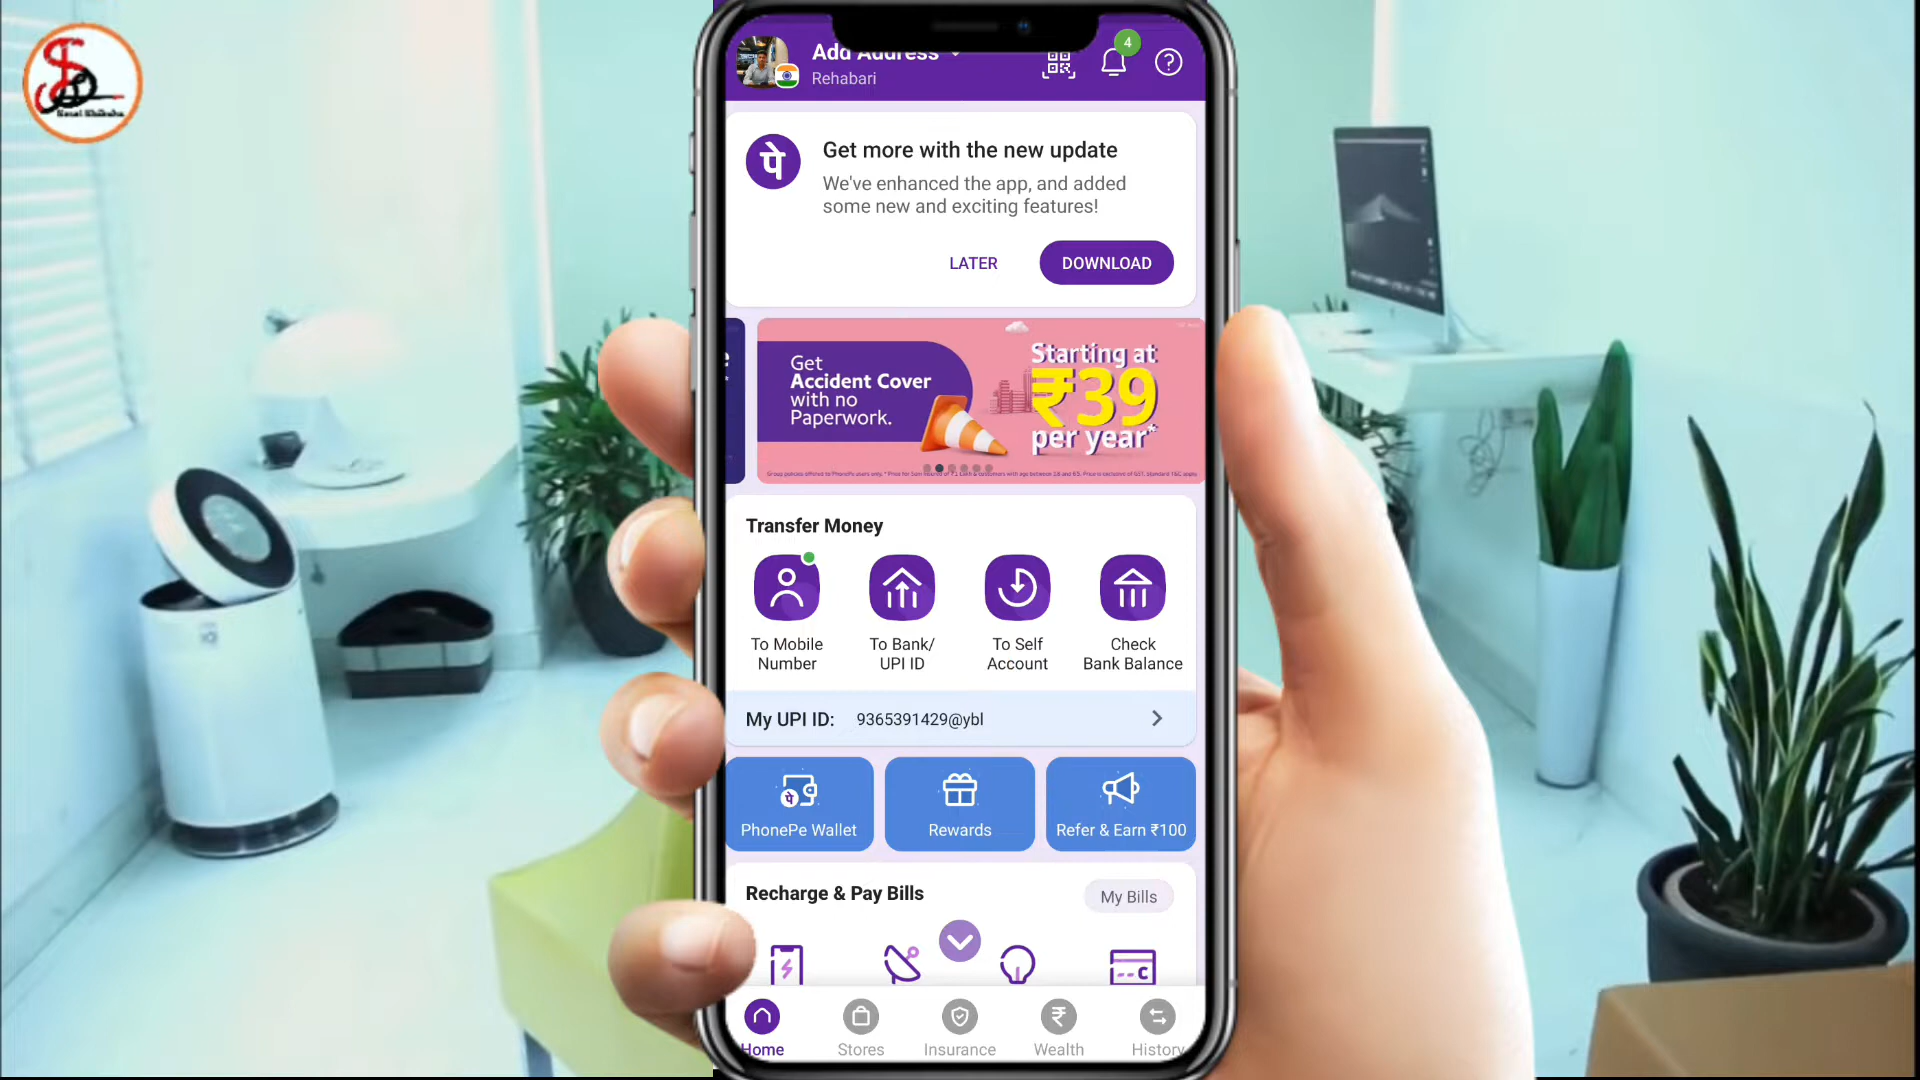 Add Address
Rehabari
4
पे
Get more with the new update
We've enhanced the app, and added
some new and exciting features!
LATER
DOWNLOAD
Get
Accident Cover
with no
Paperwork.
Starting at
₹39
per year*
Transfer Money
To Mobile
Number
To Bank/
UPI ID
To Self
Account
Check
Bank Balance
My UPI ID: 9365391429@ybl
पे
PhonePe Wallet
Rewards
Refer & Earn ₹100
Recharge & Pay Bills
My Bills
Home
Stores
Insurance
Wealth
History